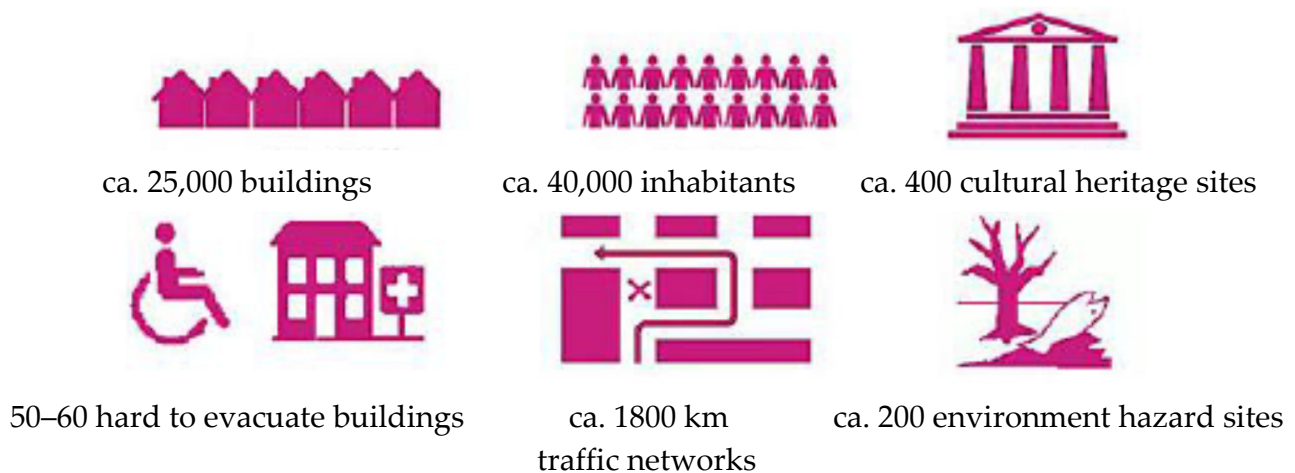 ca. 25,000 buildings
ca. 40,000 inhabitants
ca. 400 cultural heritage sites
50–60 hard to evacuate buildings
ca. 1800 km
traffic networks
ca. 200 environment hazard sites